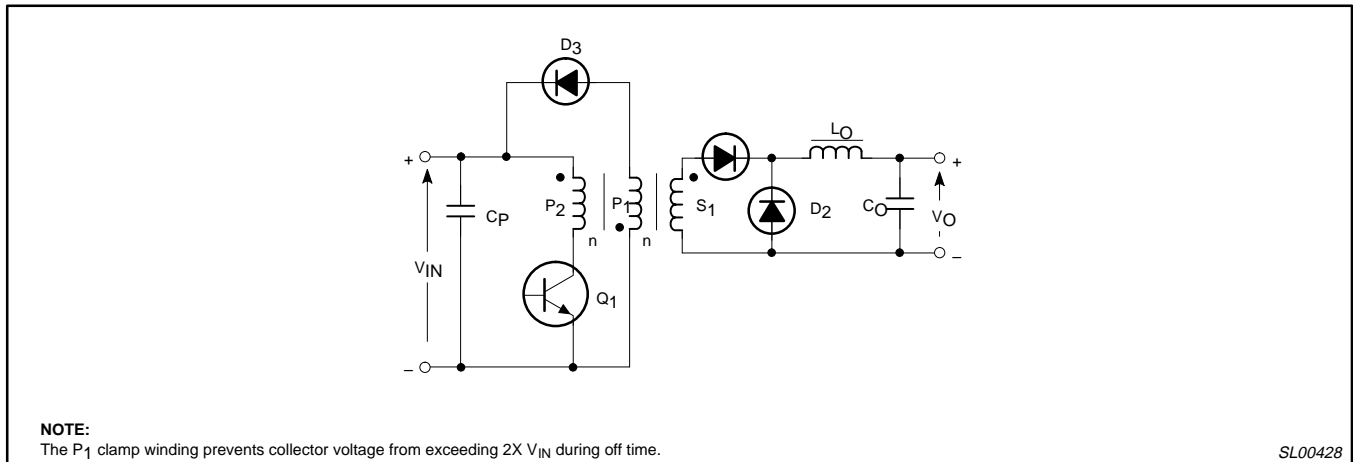 D3
LO
+
+
P2
P1
S1
CP
D2
CO
VO
n
n
–
VIN
Q1
–
NOTE:
The P1 clamp winding prevents collector voltage from exceeding 2X VIN during off time.
SL00428